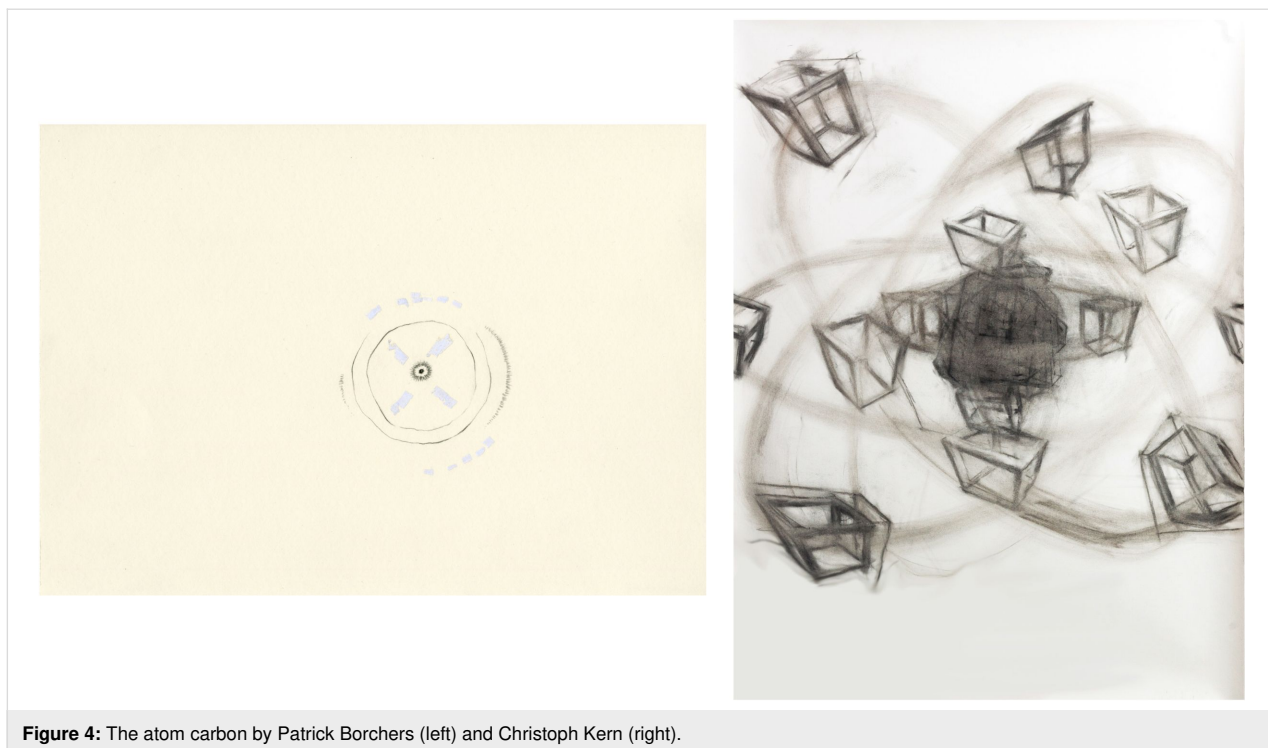 Figure 4: The atom carbon by Patrick Borchers (left) and Christoph Kern (right).